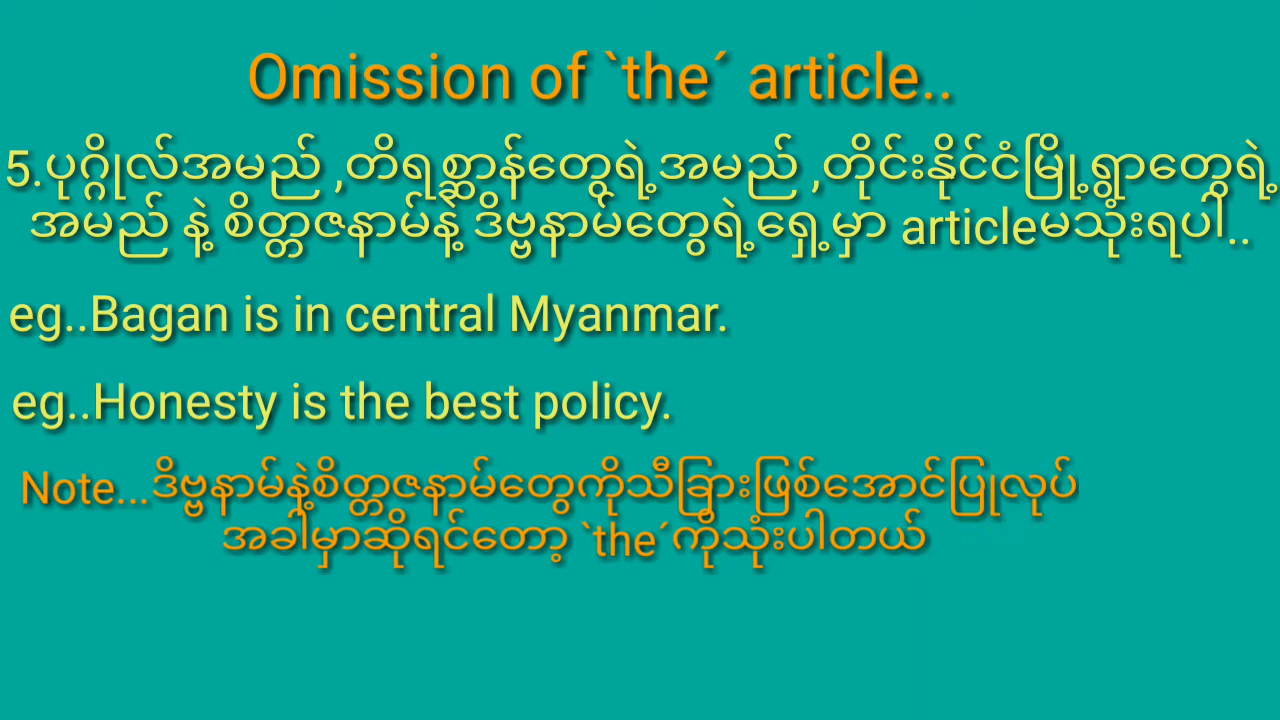 Omission of `the´ article..
5.ပုဂ္ဂိုလ်အမည် ,တိရစ္ဆာန်တွေရဲ့အမည် ,တိုင်းနိုင်ငံမြို့ရွာတွေရဲ့
အမည် နဲ့ စိတ္တဇနာမ်နဲ့ ဒိဗ္ဗနာမ်တွေရဲ့ရှေ့မှာ articleမသုံးရပါ..
eg..Bagan is in central Myanmar.
eg..Honesty is the best policy.
Note...ဒိဗ္ဗနာမ်နဲ့စိတ္တဇနာမ်တွေကိုသီခြားဖြစ်အောင်ပြုလုပ်
အခါမှာဆိုရင်တော့ `the´ကိုသုံးပါတယ်